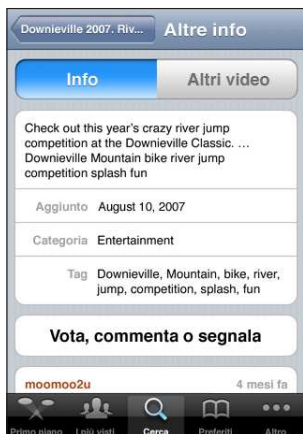 Downieville 2007. Riv...
Altre info
Info
Altri video
Check out this year's crazy river jump
competition at the Downieville Classic. ...
Downieville Mountain bike river jump
competition splash fun
Aggiunto August 10, 2007
Categoria Entertainment
Tag Downieville, Mountain, bike, river,
jump, competition, splash, fun
Vota, commenta o segnala
moomoo2u 4 mesi fa
Primo piano I più visti Cerca Preferiti Altro